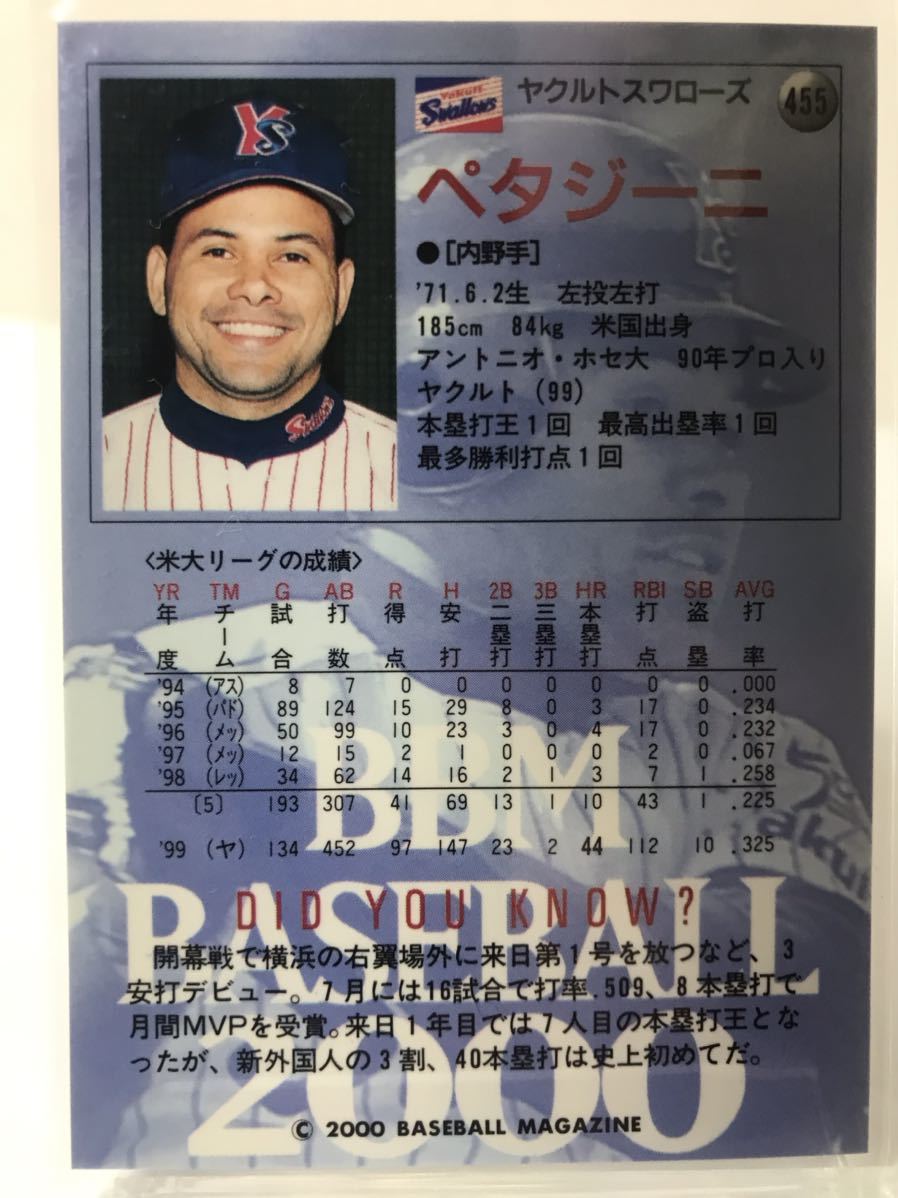 YS
Swallows
Yakult Swallows
ヤクルトスワローズ
455
ペタジーニ
●[内野手]
'71.6.2生 左投左打
185cm 84kg 米国出身
アントニオ・ホセ大 90年プロ入り
ヤクルト (99)
本塁打王1回 最高出塁率1回
最多勝利打点1回
〈米大リーグの成績〉
YR TM G AB R H 2B 3B HR RBI SB AVG
年度 チーム 試合 打数 得点 安打 二塁打 三塁打 本塁打 打点 盗塁 打率
'94 (アス) 8 7 0 0 0 0 0 0 0 .000
'95 (パド) 89 124 15 29 8 0 3 17 0 .234
'96 (メッ) 50 99 10 23 3 0 4 17 0 .232
'97 (メッ) 12 15 2 1 0 0 0 2 0 .067
'98 (レッ) 34 62 14 16 2 1 3 7 1 .258
〔5〕 193 307 41 69 13 1 10 43 1 .225
'99 (ヤ) 134 452 97 147 23 2 44 112 10 .325
BBM
BASEBALL
2000
DID YOU KNOW?
開幕戦で横浜の右翼場外に来日第1号を放つなど、3
安打デビュー。7月には16試合で打率.509、8本塁打で
月間MVPを受賞。来日1年目では7人目の本塁打王とな
ったが、新外国人の3割、40本塁打は史上初めてだ。
© 2000 BASEBALL MAGAZINE